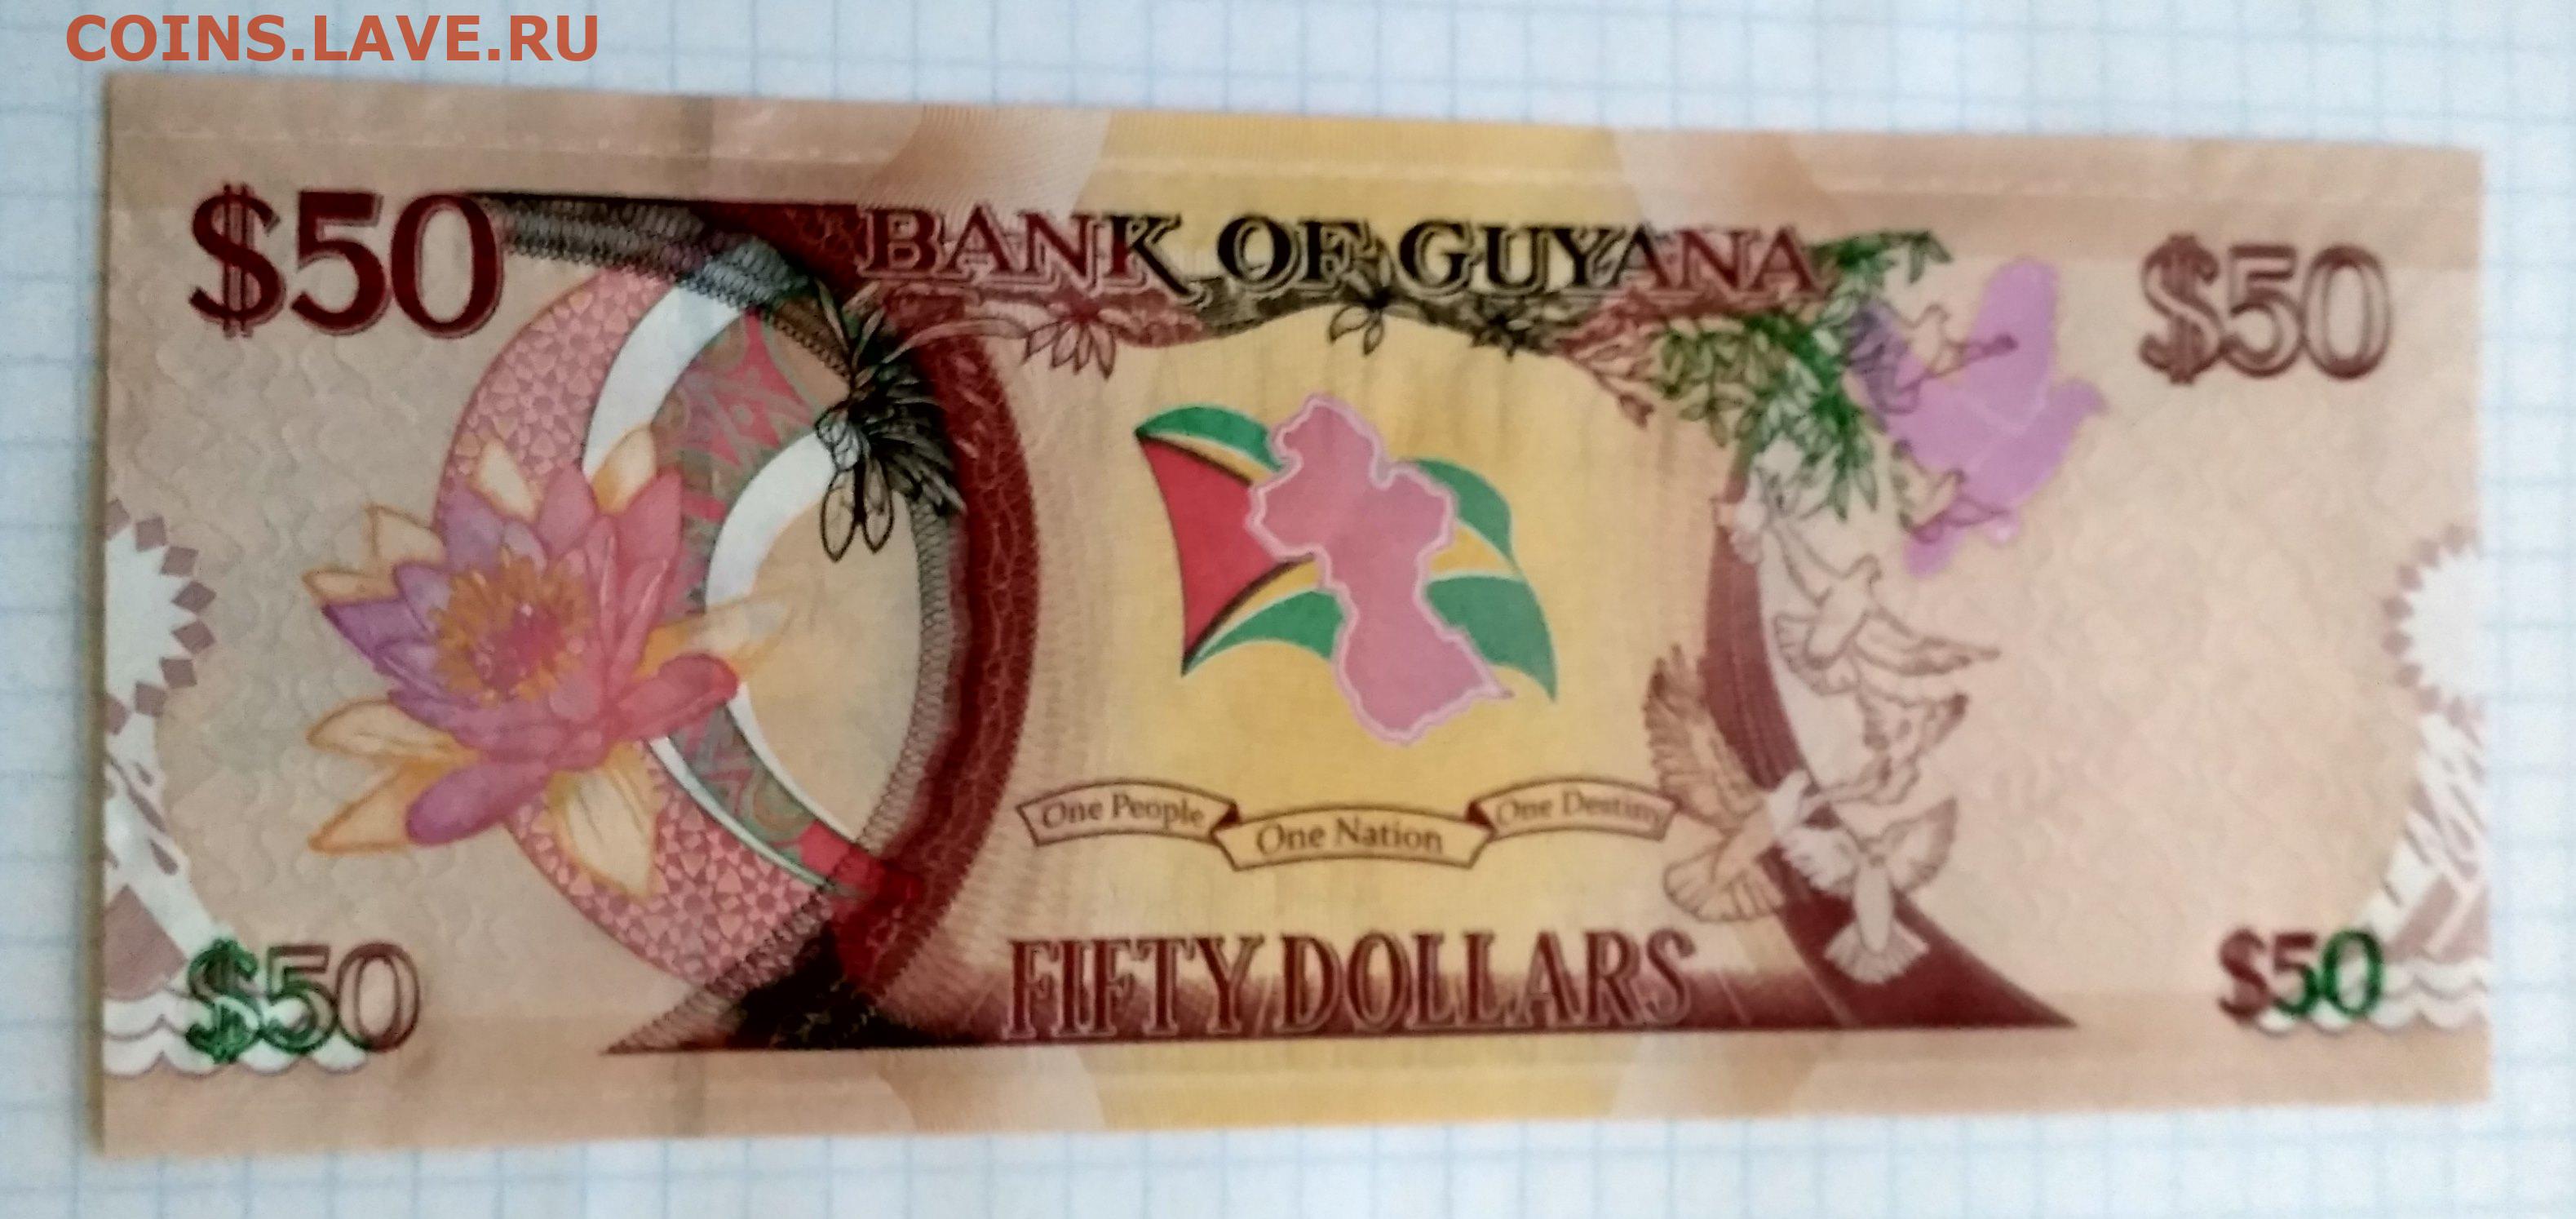 COINS.LAVE.RU
$50
BANK OF GUYANA
$50
One People
One Nation
One Destiny
FIFTY DOLLARS
$50
$50